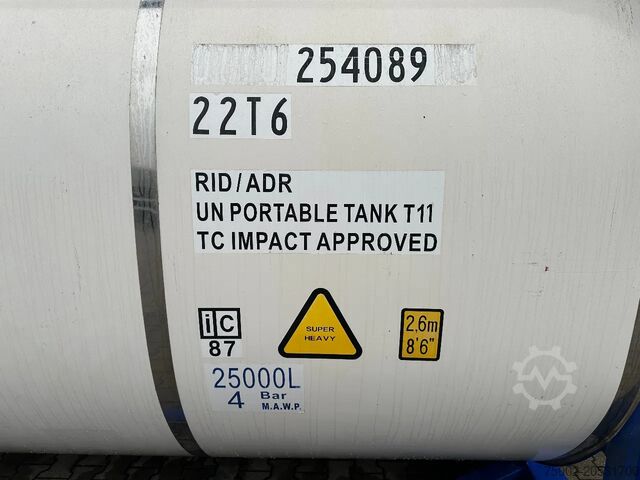 254089
22T6
RID/ADR
UN PORTABLE TANK T11
TC IMPACT APPROVED
ic
87
SUPER
HEAVY
2,6m
8'6"
25000L
4 Bar
M.A.W.P.